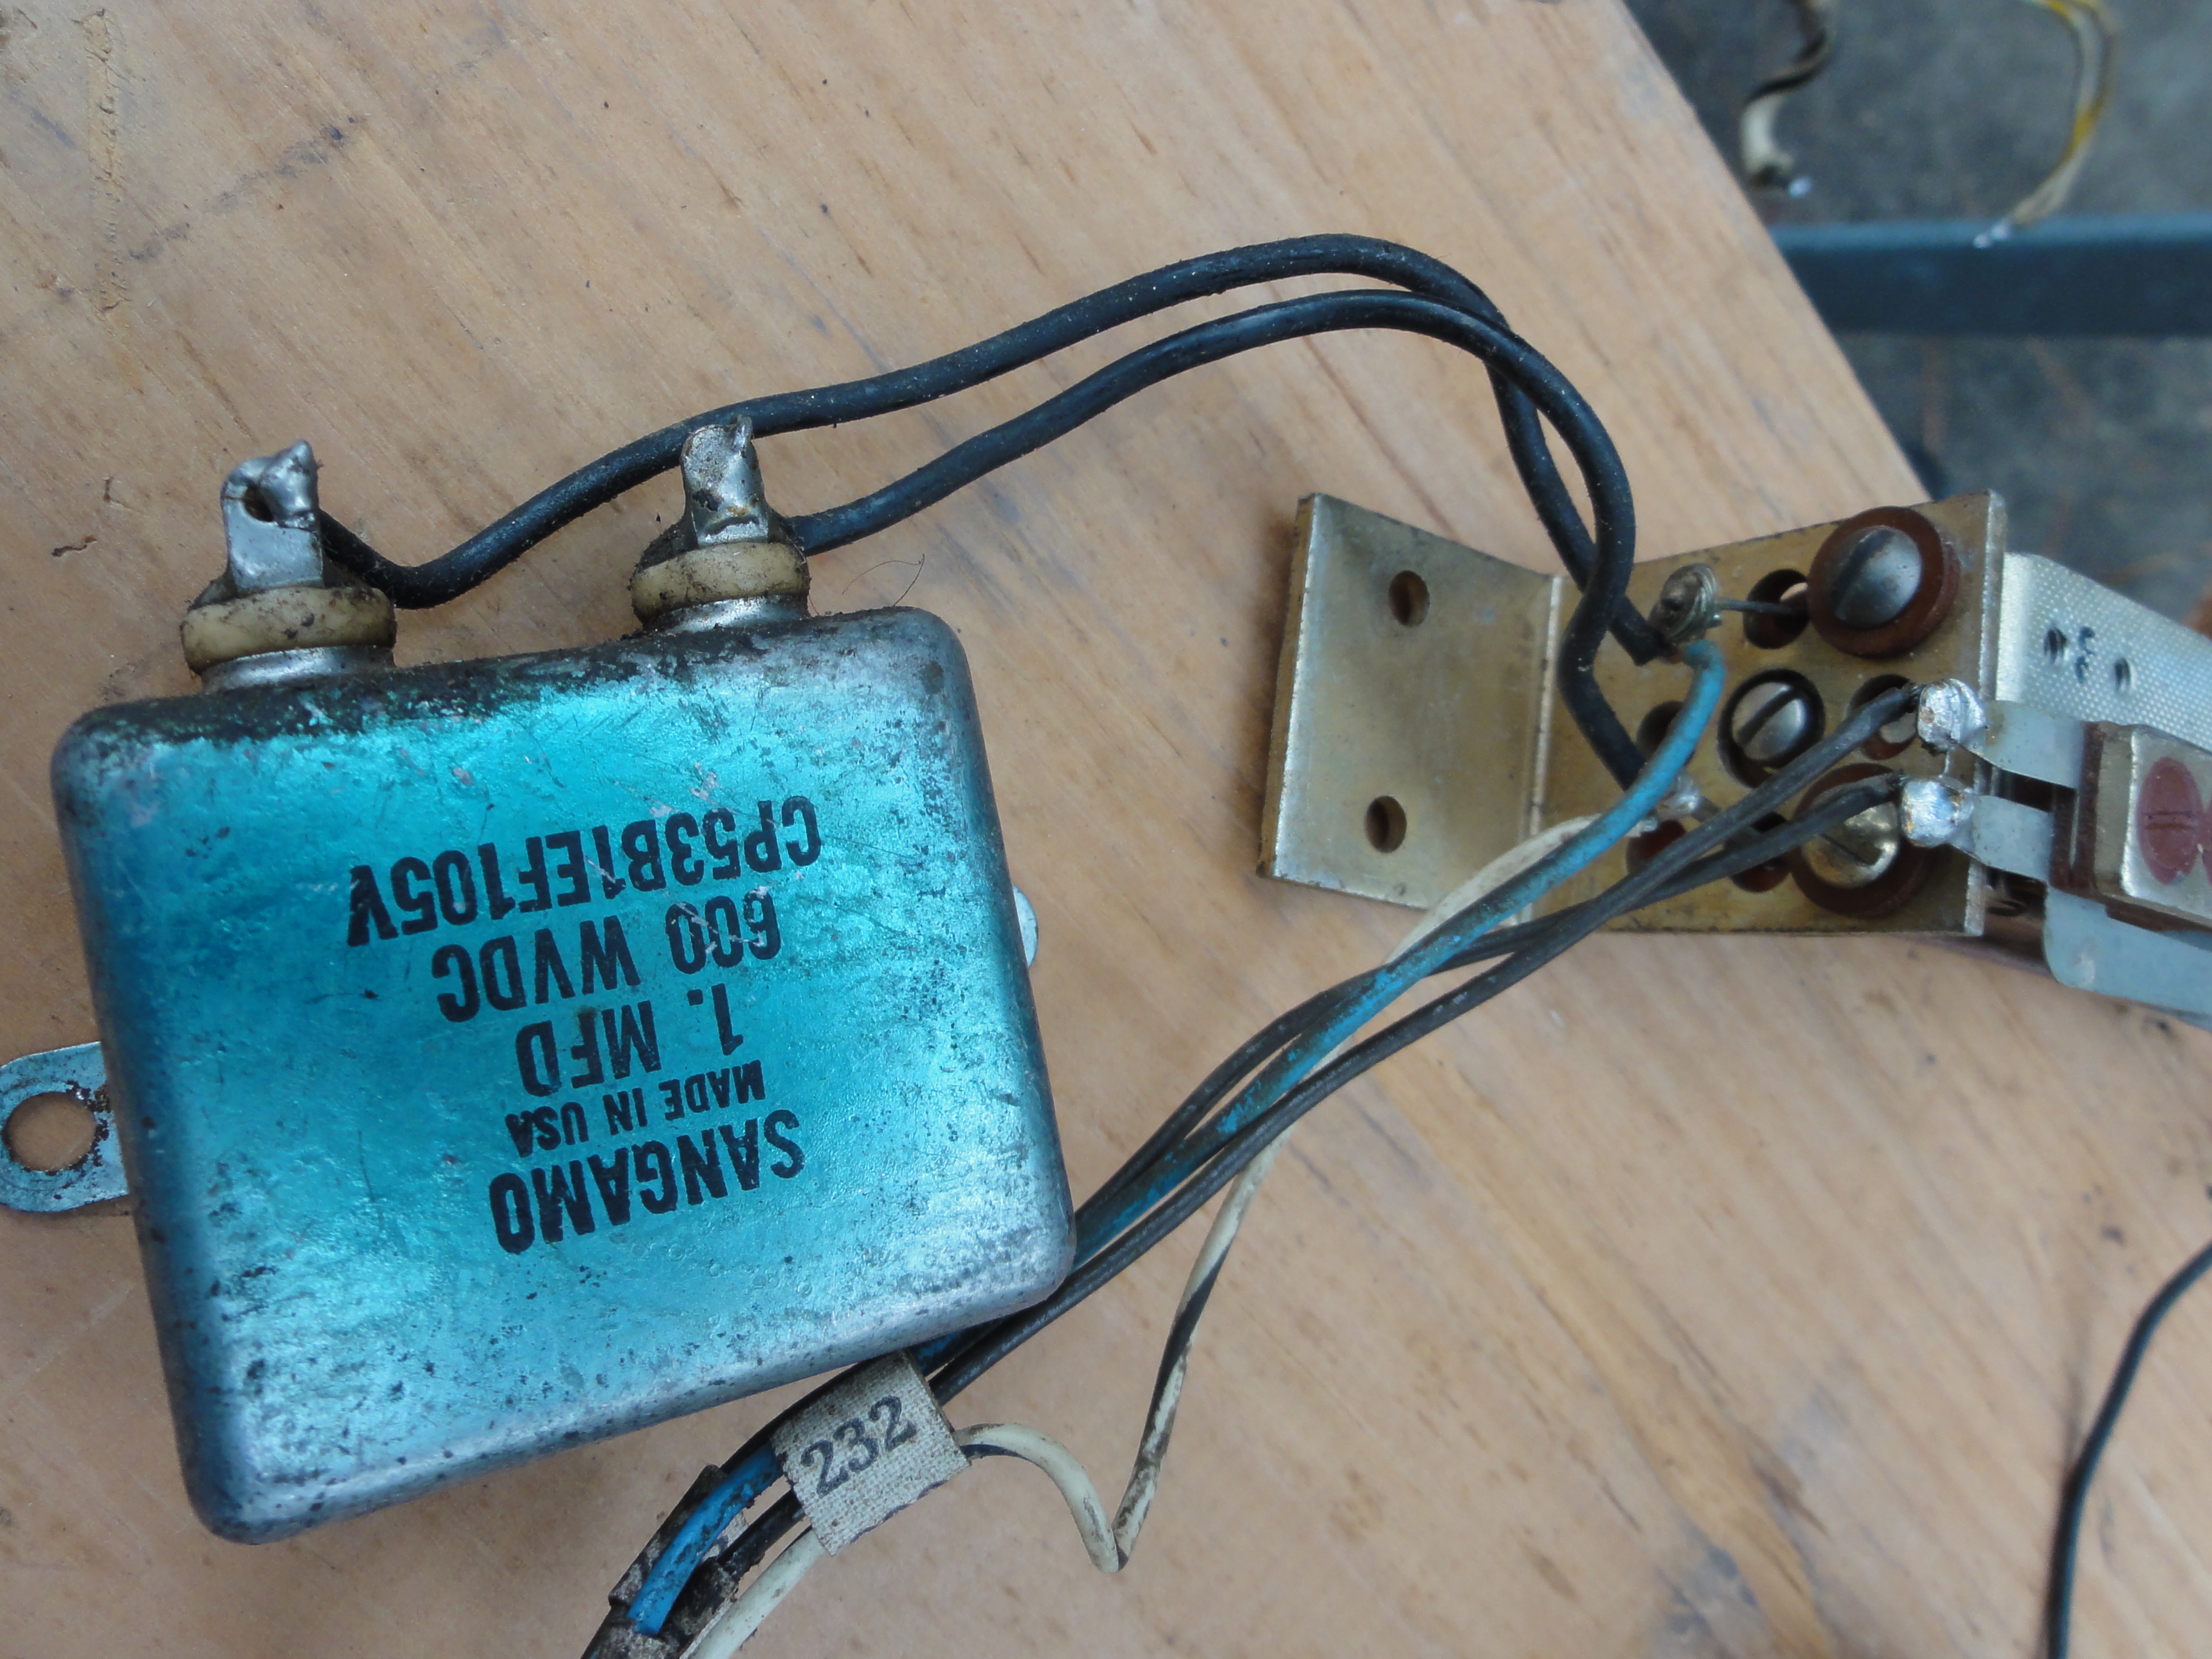 SANGAMO
MADE IN USA
1. MFD
600 WVDC
CP53B1EF105V
232